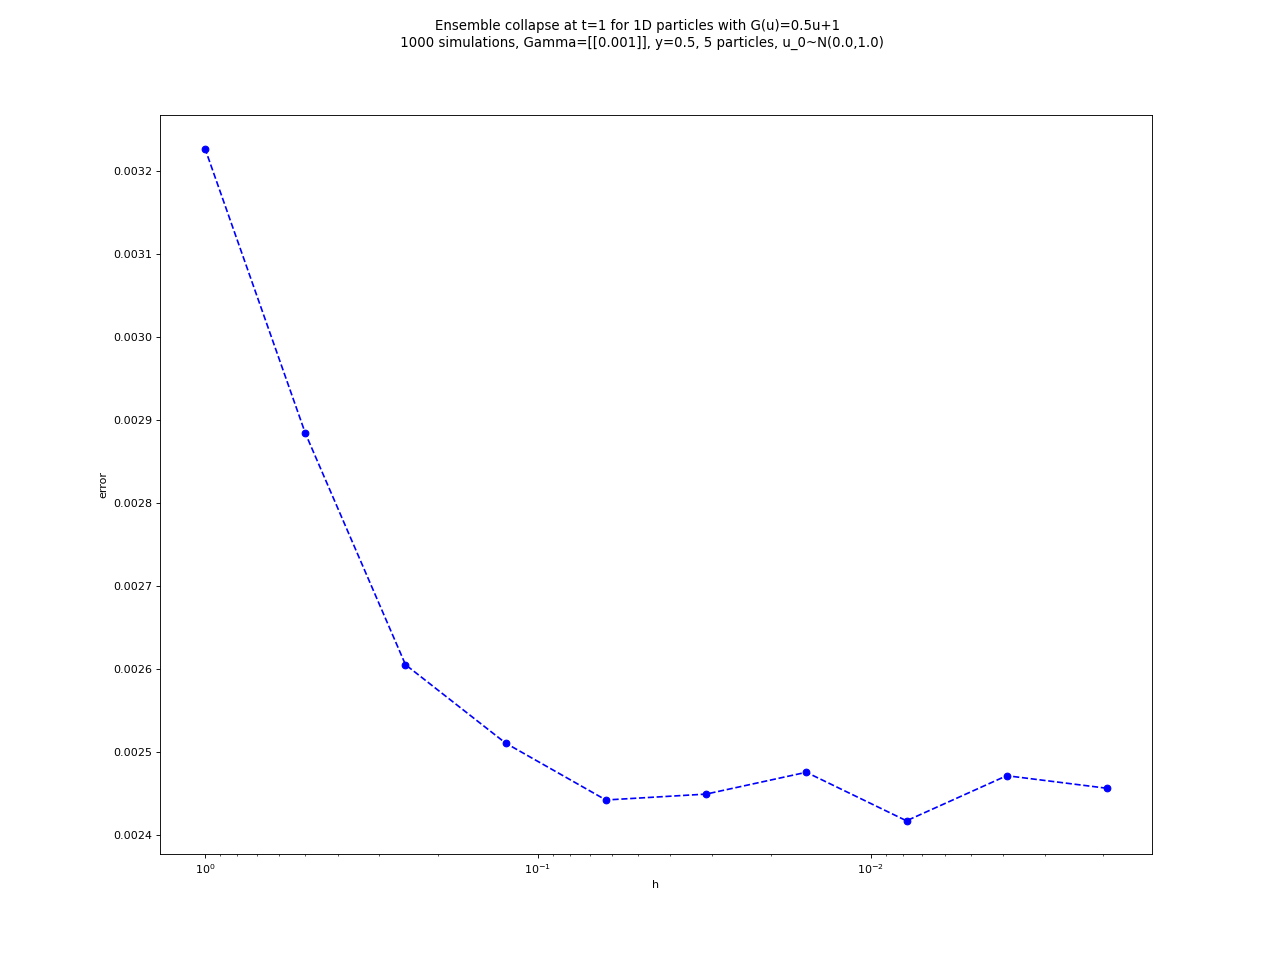 Ensemble collapse at t=1 for 1D particles with G(u)=0.5u+1
1000 simulations, Gamma=[[0.001]], y=0.5, 5 particles, u_0~N(0.0,1.0)
0.0032
0.0031
0.0030
0.0029
0.0028
error
0.0027
0.0026
0.0025
0.0024
10⁰ 10⁻¹ 10⁻²
h